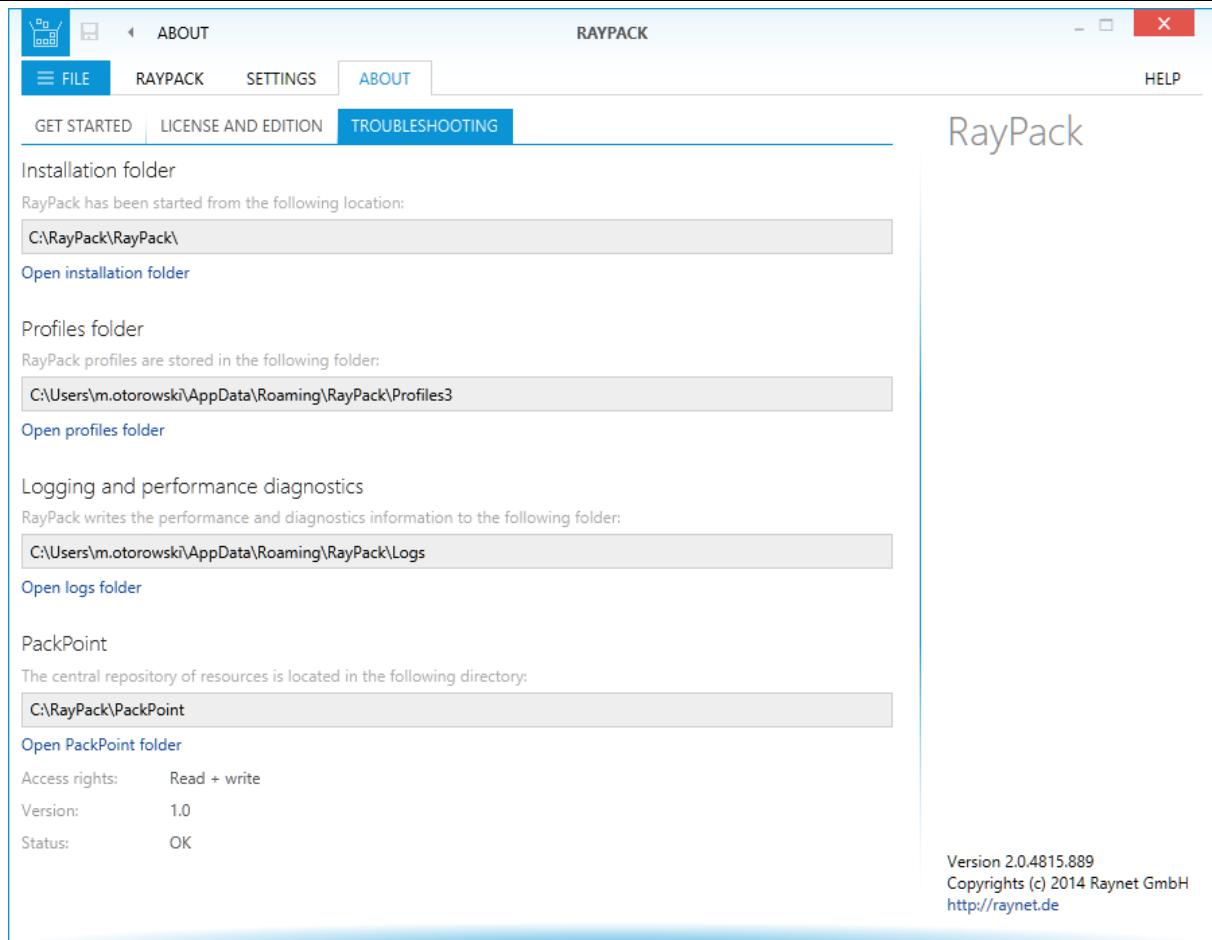 ABOUT
RAYPACK
FILE
RAYPACK
SETTINGS
ABOUT
HELP
GET STARTED
LICENSE AND EDITION
TROUBLESHOOTING
RayPack
Installation folder
RayPack has been started from the following location:
C:\RayPack\RayPack\
Open installation folder
Profiles folder
RayPack profiles are stored in the following folder:
C:\Users\m.otorowski\AppData\Roaming\RayPack\Profiles3
Open profiles folder
Logging and performance diagnostics
RayPack writes the performance and diagnostics information to the following folder:
C:\Users\m.otorowski\AppData\Roaming\RayPack\Logs
Open logs folder
PackPoint
The central repository of resources is located in the following directory:
C:\RayPack\PackPoint
Open PackPoint folder
Access rights: Read + write
Version: 1.0
Status: OK
Version 2.0.4815.889
Copyrights (c) 2014 Raynet GmbH
http://raynet.de